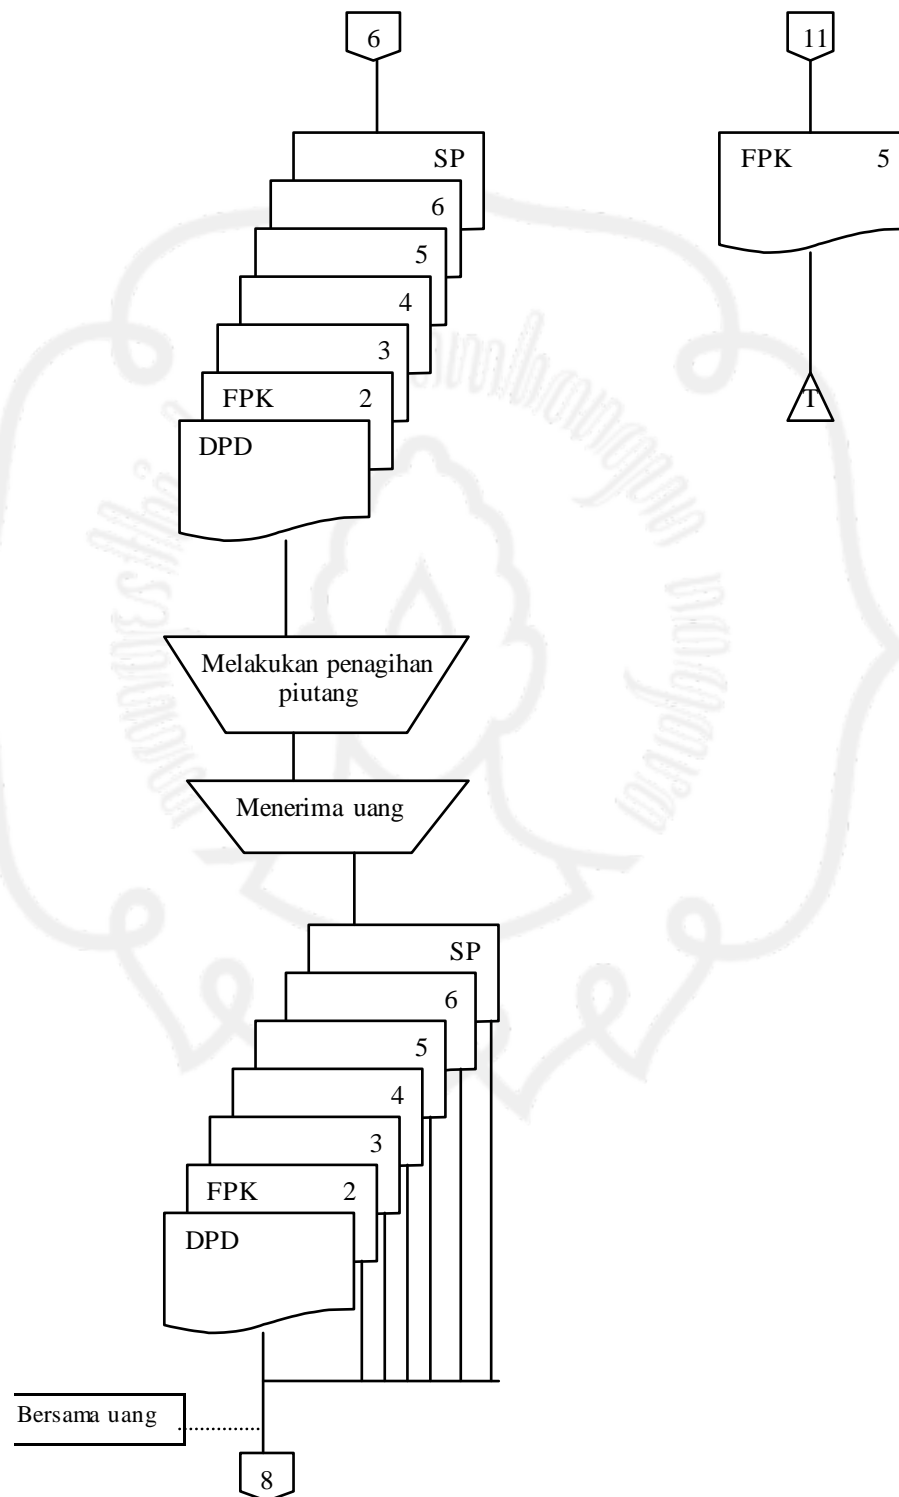 6
11
SP
6
5
4
3
FPK 2
DPD
FPK 5
T
Melakukan penagihan
piutang
Menerima uang
SP
6
5
4
3
FPK 2
DPD
Bersama uang
8